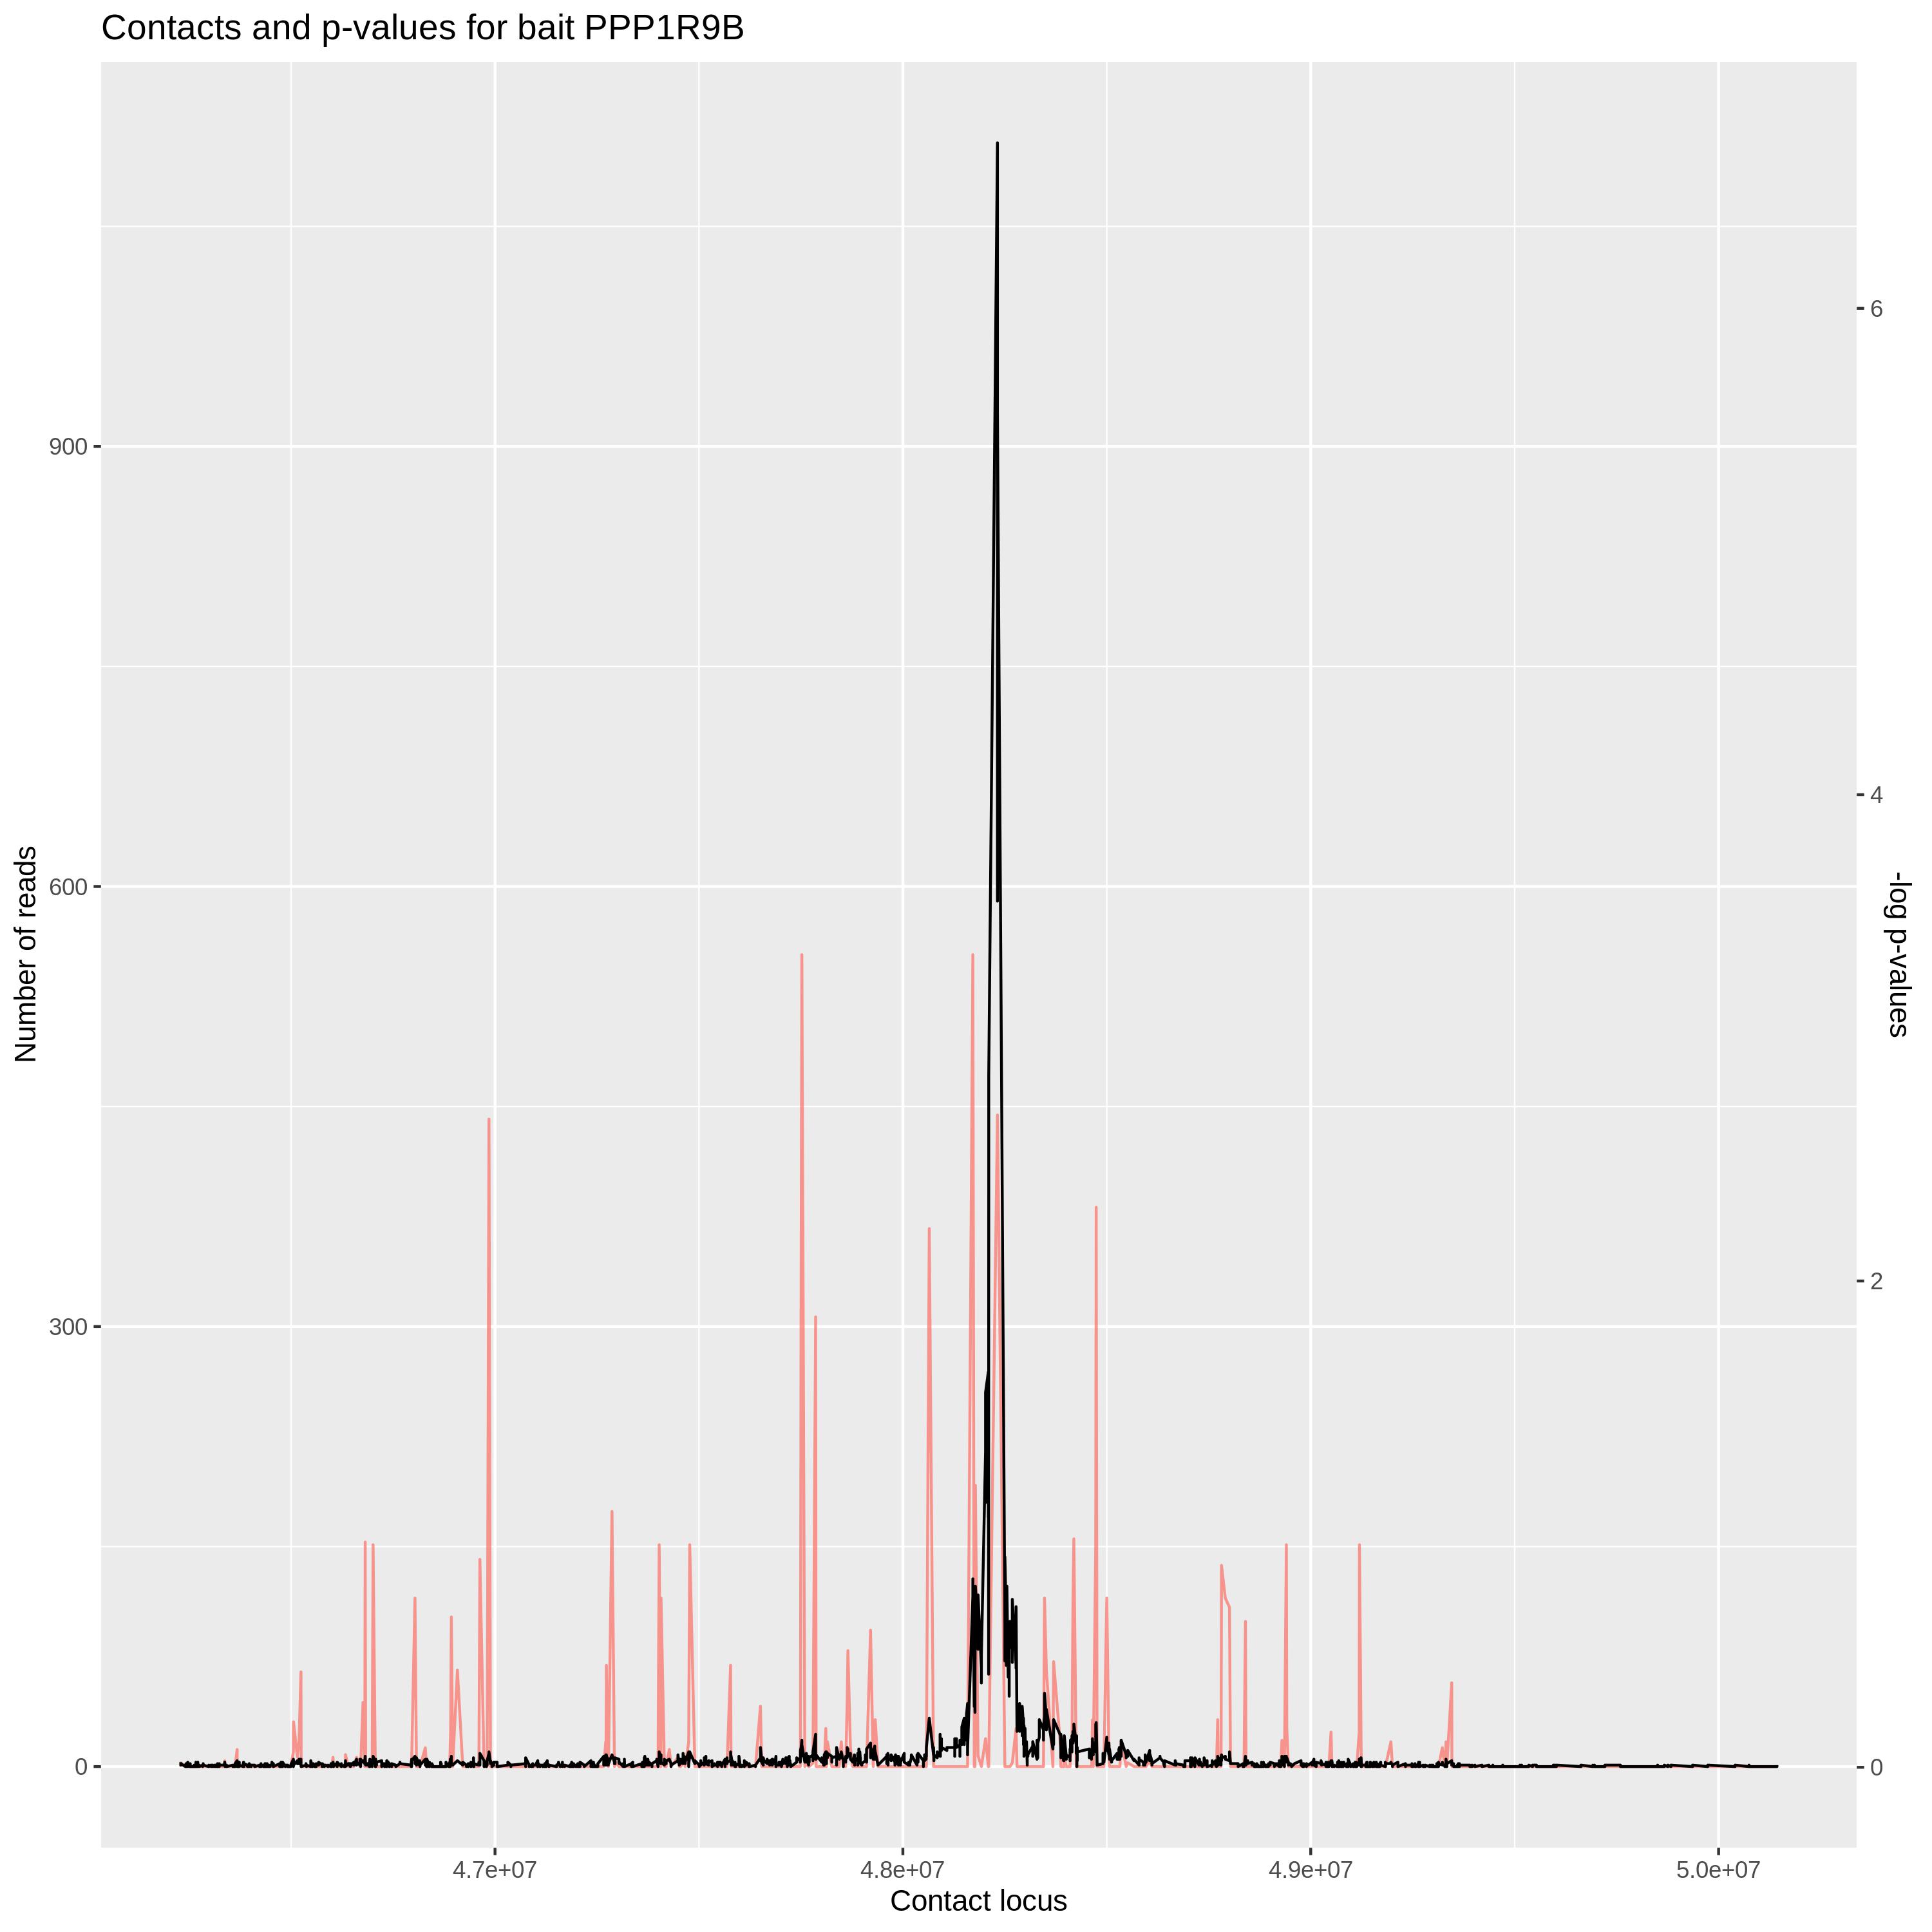 Contacts and p-values for bait PPP1R9B
Number of reads
900
600
300
0
6
4
2
0
-log p-values
4.7e+07
4.8e+07
4.9e+07
5.0e+07
Contact locus